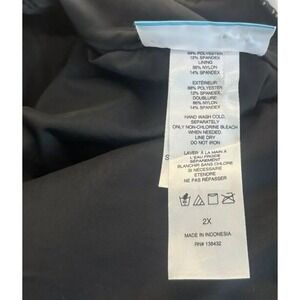 88% POLYESTER
12% SPANDEX
LINING
86% NYLON
14% SPANDEX
EXTÉRIEUR
88% POLYESTER
12% SPANDEX
DOUBLURE
86% NYLON
14% SPANDEX
HAND WASH COLD,
SEPARATELY
ONLY NON-CHLORINE BLEACH
WHEN NEEDED.
LINE DRY
DO NOT IRON
LAVER À LA MAIN À
L'EAU FROIDE
SÉPARÉMENT
BLANCHIR SANS CHLORE
SI NÉCESSAIRE
ETENDRE
NE PAS REPASSER
2X
MADE IN INDONESIA
RN# 138432